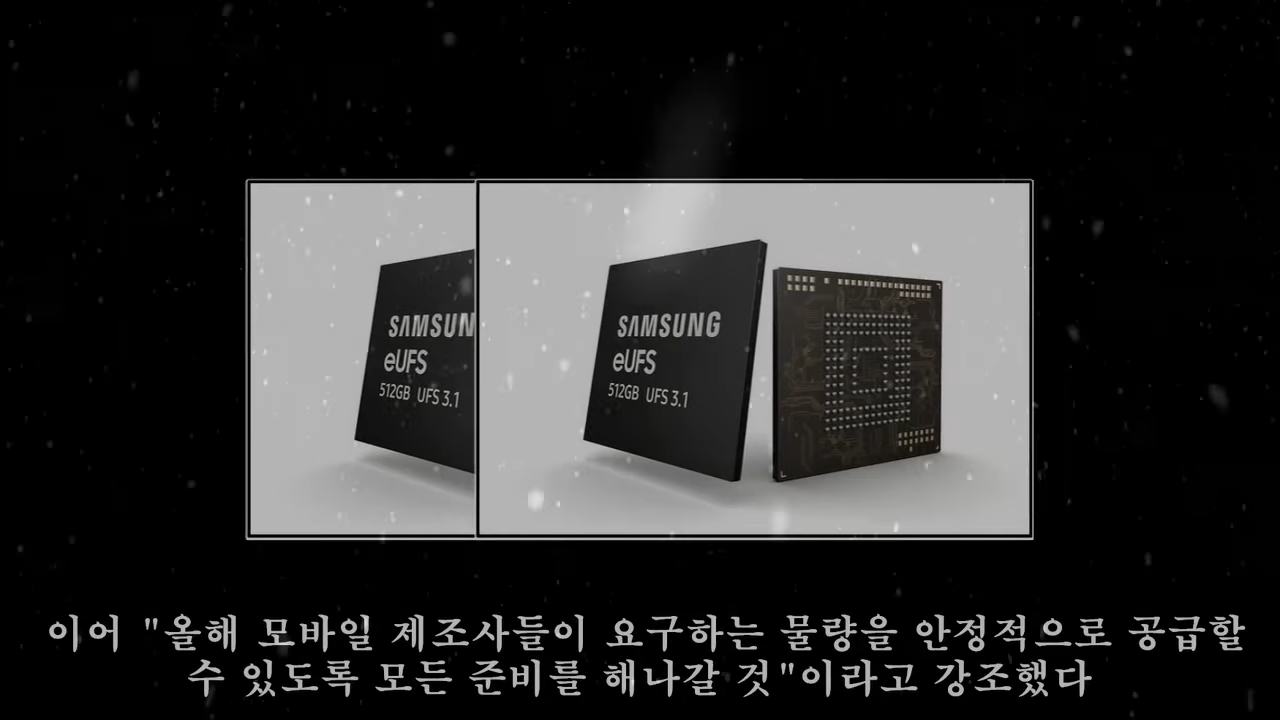 SAMSUN
eUFS
512GB UFS 3.1
SAMSUNG
eUFS
512GB UFS 3.1
이어 "올해 모바일 제조사들이 요구하는 물량을 안정적으로 공급할
수 있도록 모든 준비를 해나갈 것"이라고 강조했다